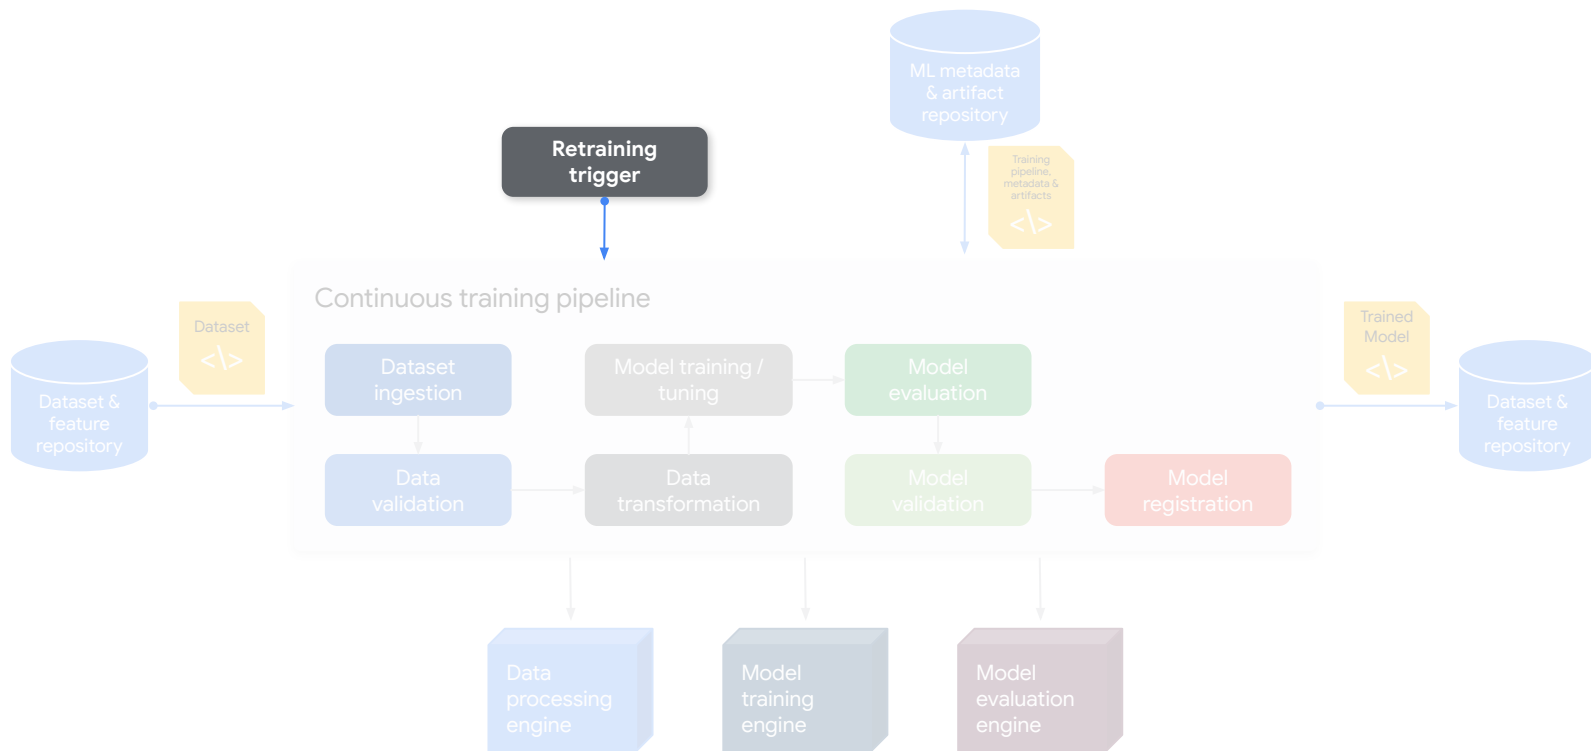 ML metadata
& artifact
repository
Retraining
trigger
Training
pipeline,
metadata &
artifacts
</>
Continuous training pipeline
Dataset
</>
Trained
Model
</>
Dataset &
feature
repository
Dataset
ingestion
Model training /
tuning
Model
evaluation
Dataset &
feature
repository
Data
validation
Data
transformation
Model
validation
Model
registration
Data
processing
engine
Model
training
engine
Model
evaluation
engine